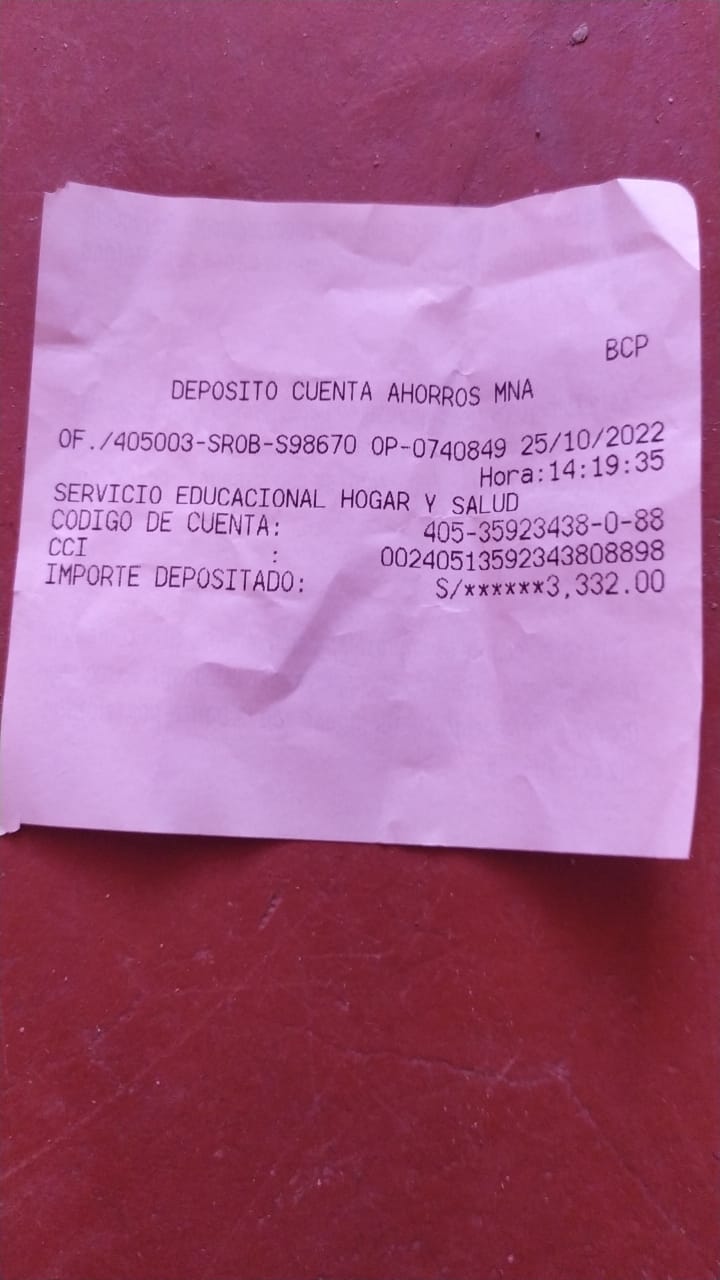 BCP
DEPOSITO CUENTA AHORROS MNA
OF./405003-SROB-S98670 OP-0740849 25/10/2022
Hora:14:19:35
SERVICIO EDUCACIONAL HOGAR Y SALUD
CODIGO DE CUENTA: 405-35923438-0-88
CCI : 00240513592343808898
IMPORTE DEPOSITADO: S/******3,332.00